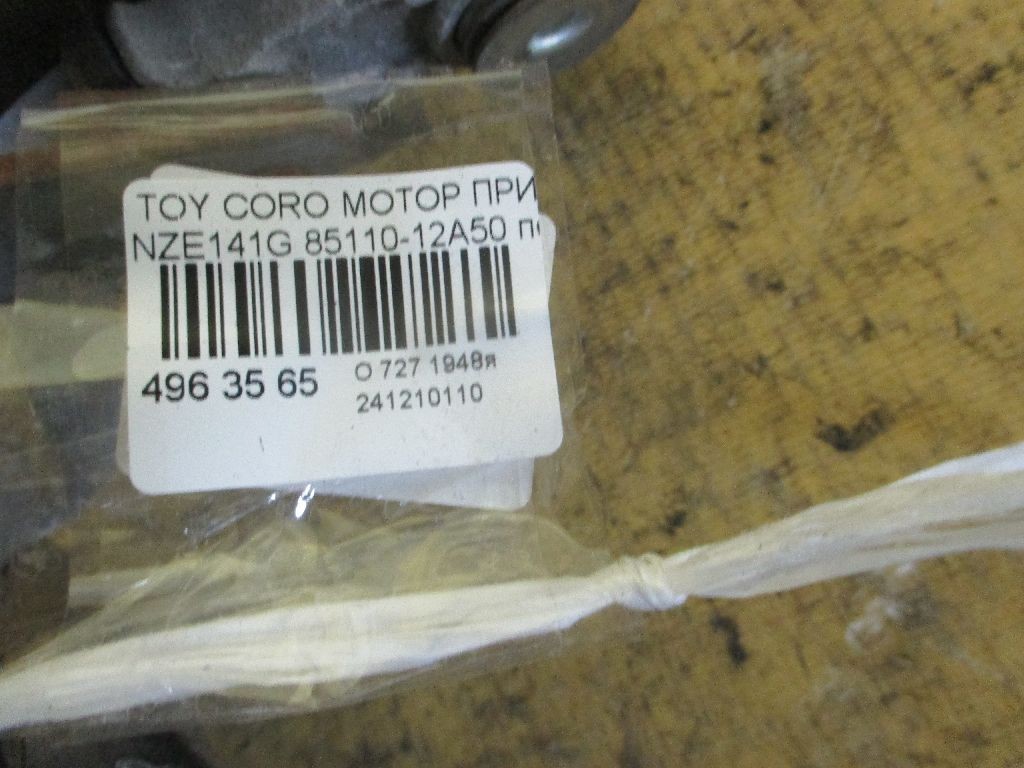 TOY CORO МОТОР ПРИ
NZE141G 85110-12A50 п
496 35 65
О 727 1948я
241210110